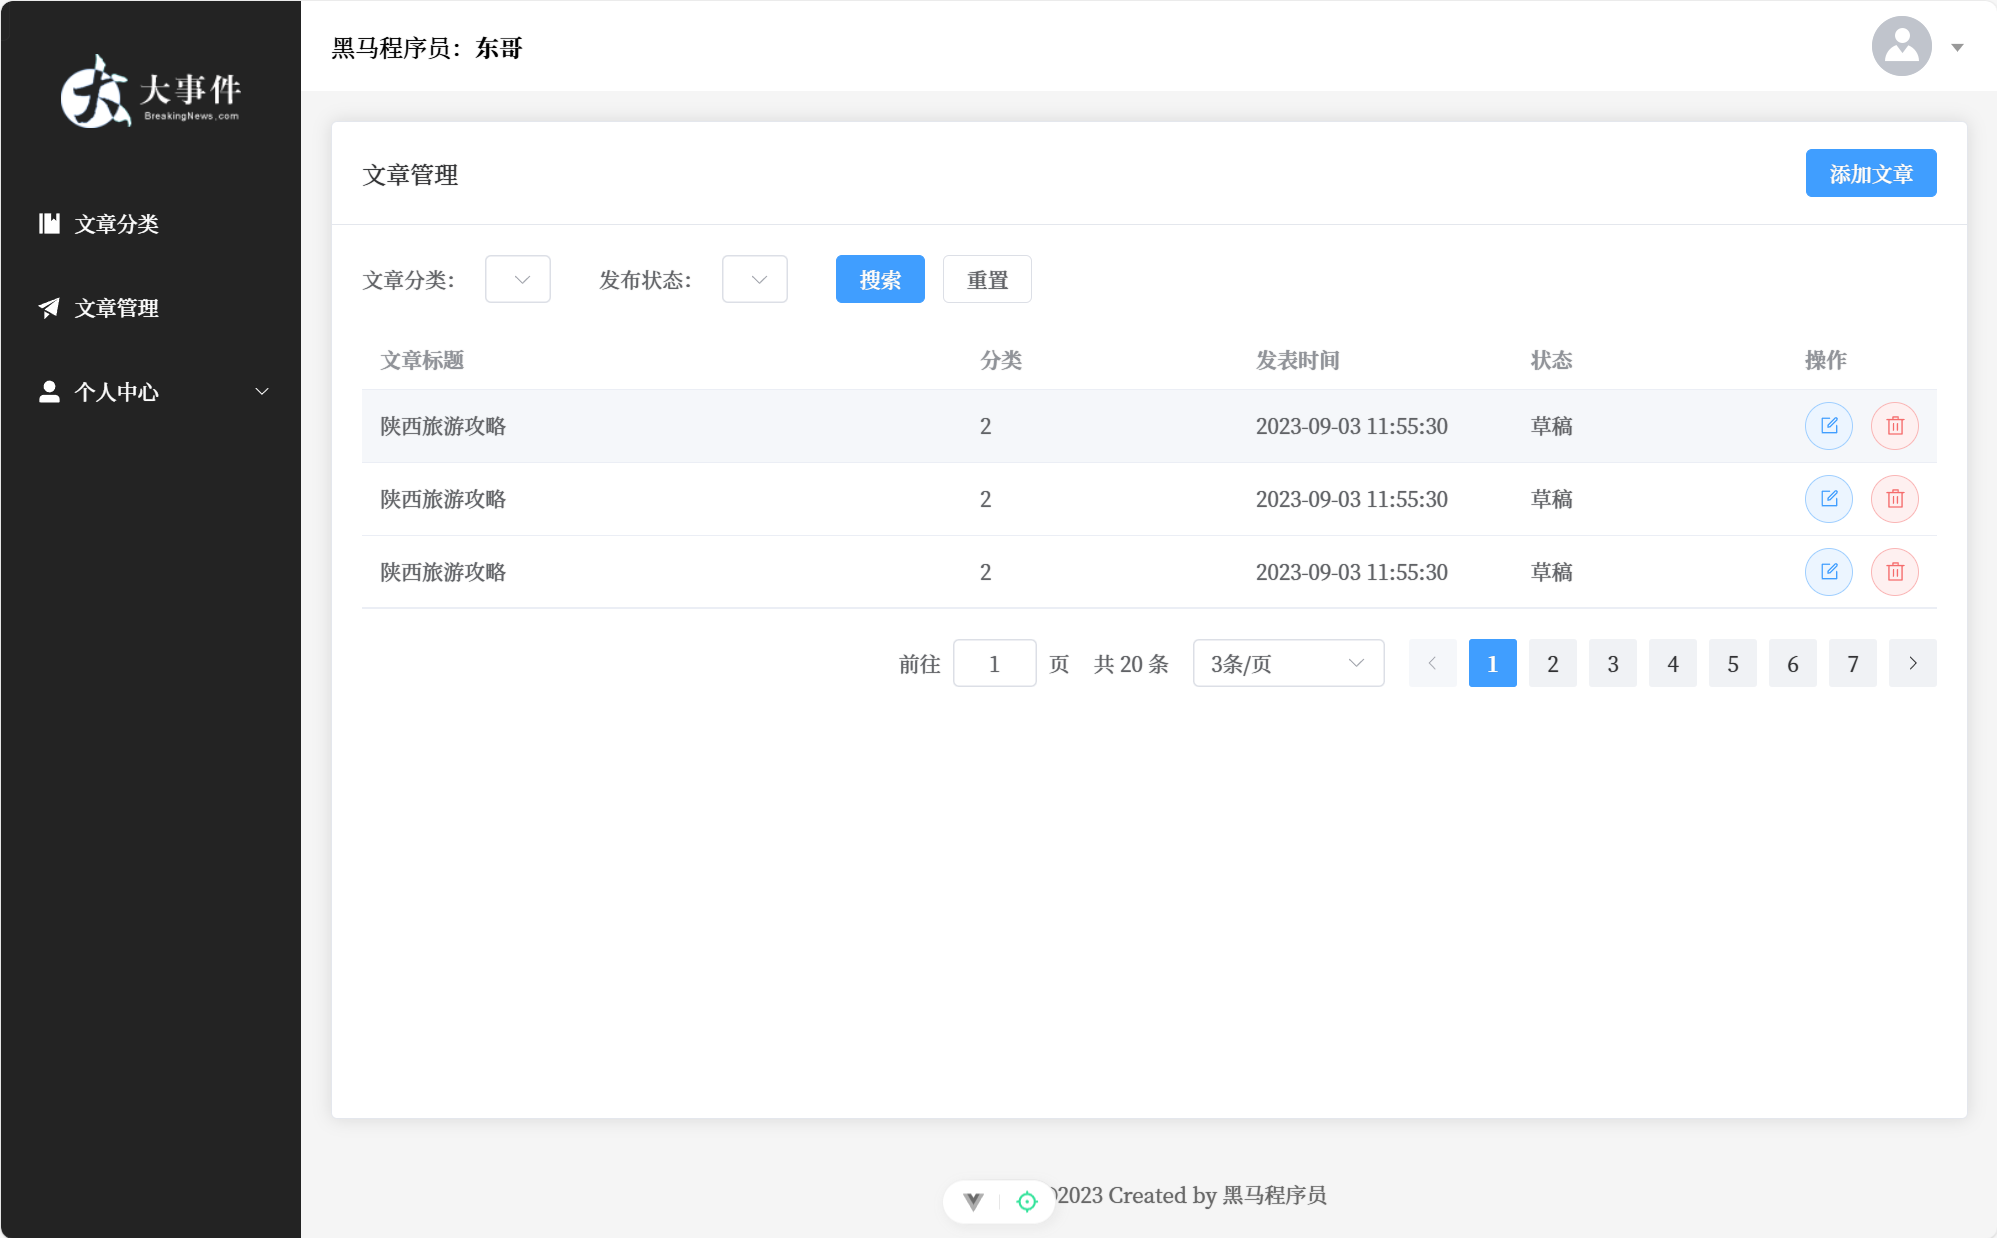 大事件
BreakingNews.com
文章分类
文章管理
个人中心
黑马程序员：东哥
文章管理
添加文章
文章分类：
发布状态：
搜索
重置
文章标题 分类 发表时间 状态 操作
陕西旅游攻略 2 2023-09-03 11:55:30 草稿
陕西旅游攻略 2 2023-09-03 11:55:30 草稿
陕西旅游攻略 2 2023-09-03 11:55:30 草稿
前往 1 页 共 20 条 3条/页 1 2 3 4 5 6 7
2023 Created by 黑马程序员